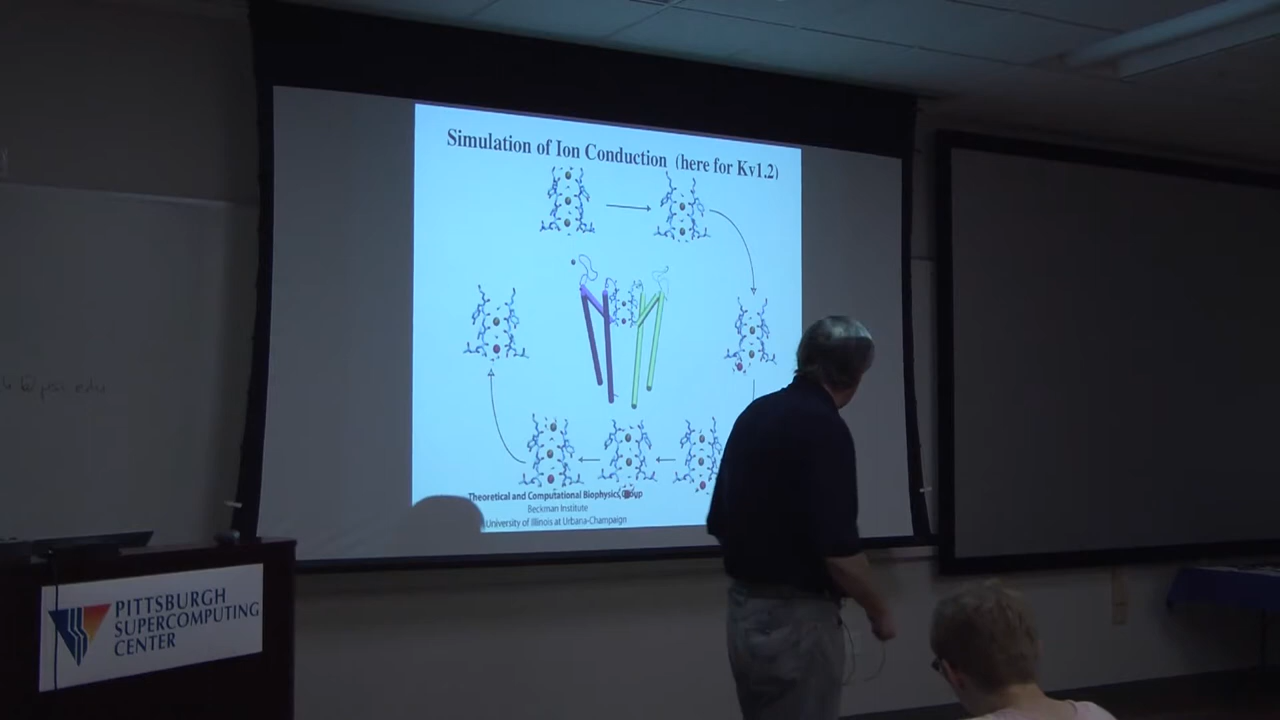 Simulation of Ion Conduction (here for Kv1.2)
Theoretical and Computational Biophysics Group
Beckman Institute
University of Illinois at Urbana-Champaign
PITTSBURGH
SUPERCOMPUTING
CENTER